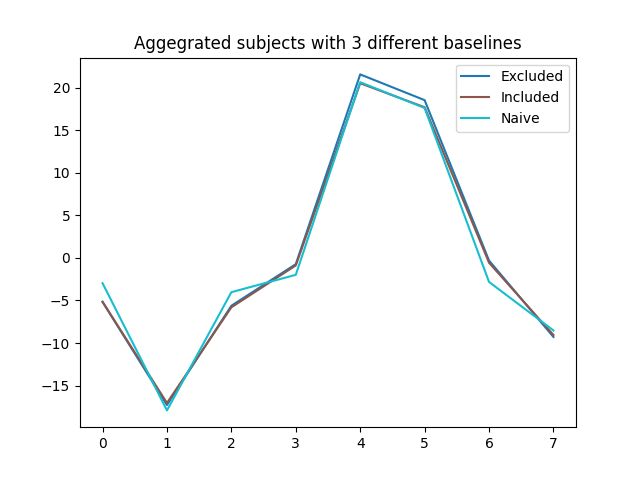 Aggegrated subjects with 3 different baselines
Excluded
Included
Naive
20
15
10
5
0
−5
−10
−15
0 1 2 3 4 5 6 7